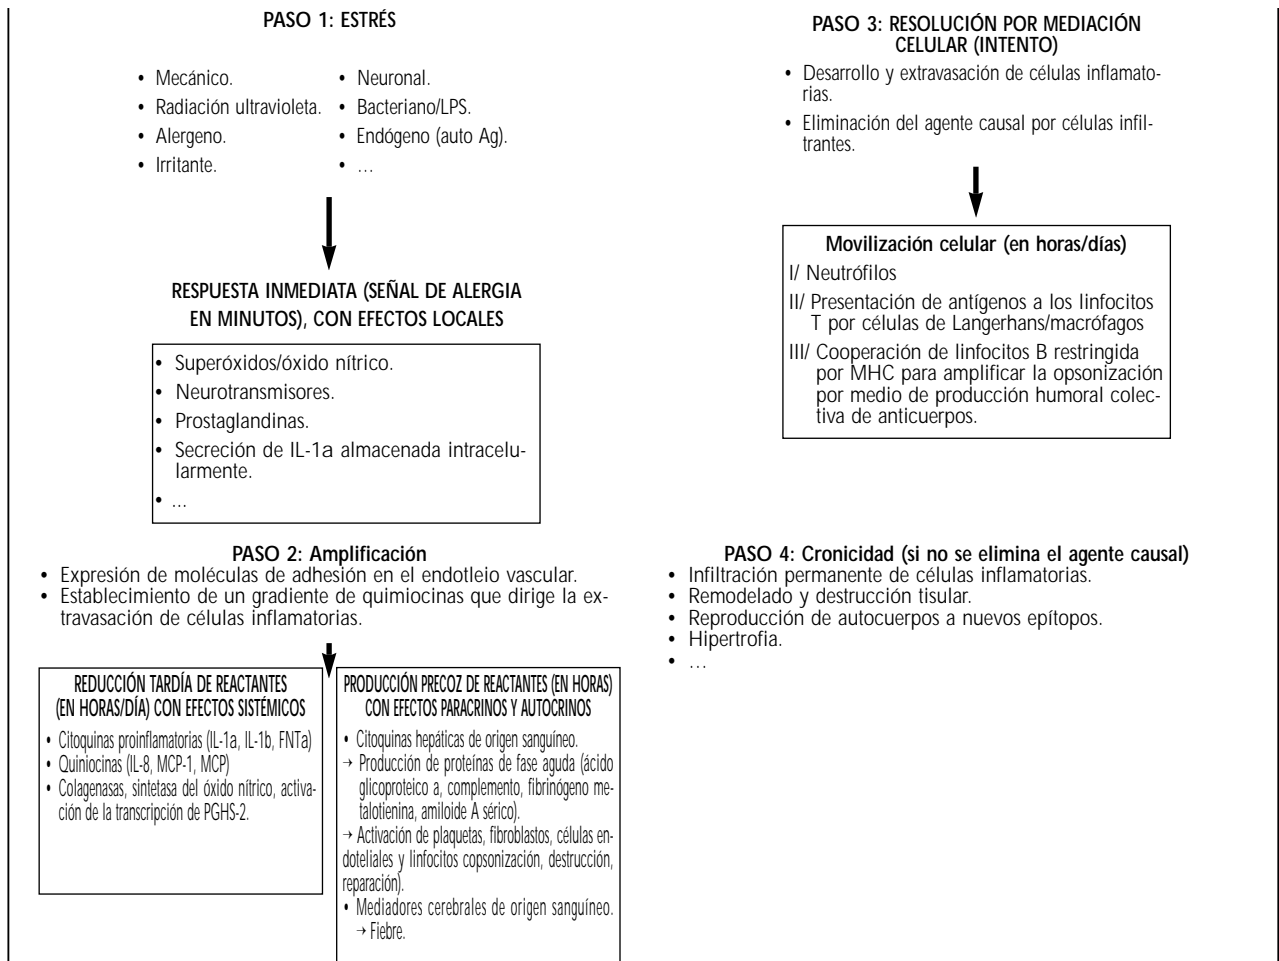 PASO 1: ESTRÉS
• Mecánico.
• Radiación ultravioleta.
• Alergeno.
• Irritante.
• Neuronal.
• Bacteriano/LPS.
• Endógeno (auto Ag).
• …
RESPUESTA INMEDIATA (SEÑAL DE ALERGIA
EN MINUTOS), CON EFECTOS LOCALES
• Superóxidos/óxido nítrico.
• Neurotransmisores.
• Prostaglandinas.
• Secreción de IL-1a almacenada intracelu-
larmente.
• …
PASO 2: Amplificación
• Expresión de moléculas de adhesión en el endotleio vascular.
• Establecimiento de un gradiente de quimiocinas que dirige la ex-
travasación de células inflamatorias.
REDUCCIÓN TARDÍA DE REACTANTES
(EN HORAS/DÍA) CON EFECTOS SISTÉMICOS
• Citoquinas proinflamatorias (IL-1a, IL-1b, FNTa)
• Quiniocinas (IL-8, MCP-1, MCP)
• Colagenasas, sintetasa del óxido nítrico, activa-
ción de la transcripción de PGHS-2.
PRODUCCIÓN PRECOZ DE REACTANTES (EN HORAS)
CON EFECTOS PARACRINOS Y AUTOCRINOS
• Citoquinas hepáticas de origen sanguíneo.
→ Producción de proteínas de fase aguda (ácido
glicoproteico a, complemento, fibrinógeno me-
talotienina, amiloide A sérico).
→ Activación de plaquetas, fibroblastos, células en-
doteliales y linfocitos copsonización, destrucción,
reparación).
• Mediadores cerebrales de origen sanguíneo.
→ Fiebre.
PASO 3: RESOLUCIÓN POR MEDIACIÓN
CELULAR (INTENTO)
• Desarrollo y extravasación de células inflamato-
rias.
• Eliminación del agente causal por células infil-
trantes.
Movilización celular (en horas/días)
I/ Neutrófilos
II/ Presentación de antígenos a los linfocitos
T por células de Langerhans/macrófagos
III/ Cooperación de linfocitos B restringida
por MHC para amplificar la opsonización
por medio de producción humoral colec-
tiva de anticuerpos.
PASO 4: Cronicidad (si no se elimina el agente causal)
• Infiltración permanente de células inflamatorias.
• Remodelado y destrucción tisular.
• Reproducción de autocuerpos a nuevos epítopos.
• Hipertrofia.
• …